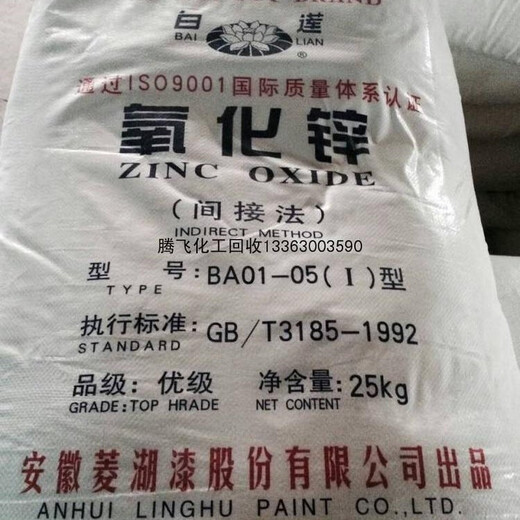 BRAND
白莲
BAI LIAN
®
通过ISO9001国际质量体系认证
氧化锌
ZINC OXIDE
(间接法)
INDIRECT METHOD
腾飞化工回收13363003590
型号:BA01-05(Ⅰ)型
TYPE
执行标准:GB/T3185-1992
STANDARD
品级:优级 净含量:25kg
GRADE:TOP HRADE NET CONTENT
安徽菱湖漆股份有限公司出品
ANHUI LINGHU PAINT CO.,LTD.